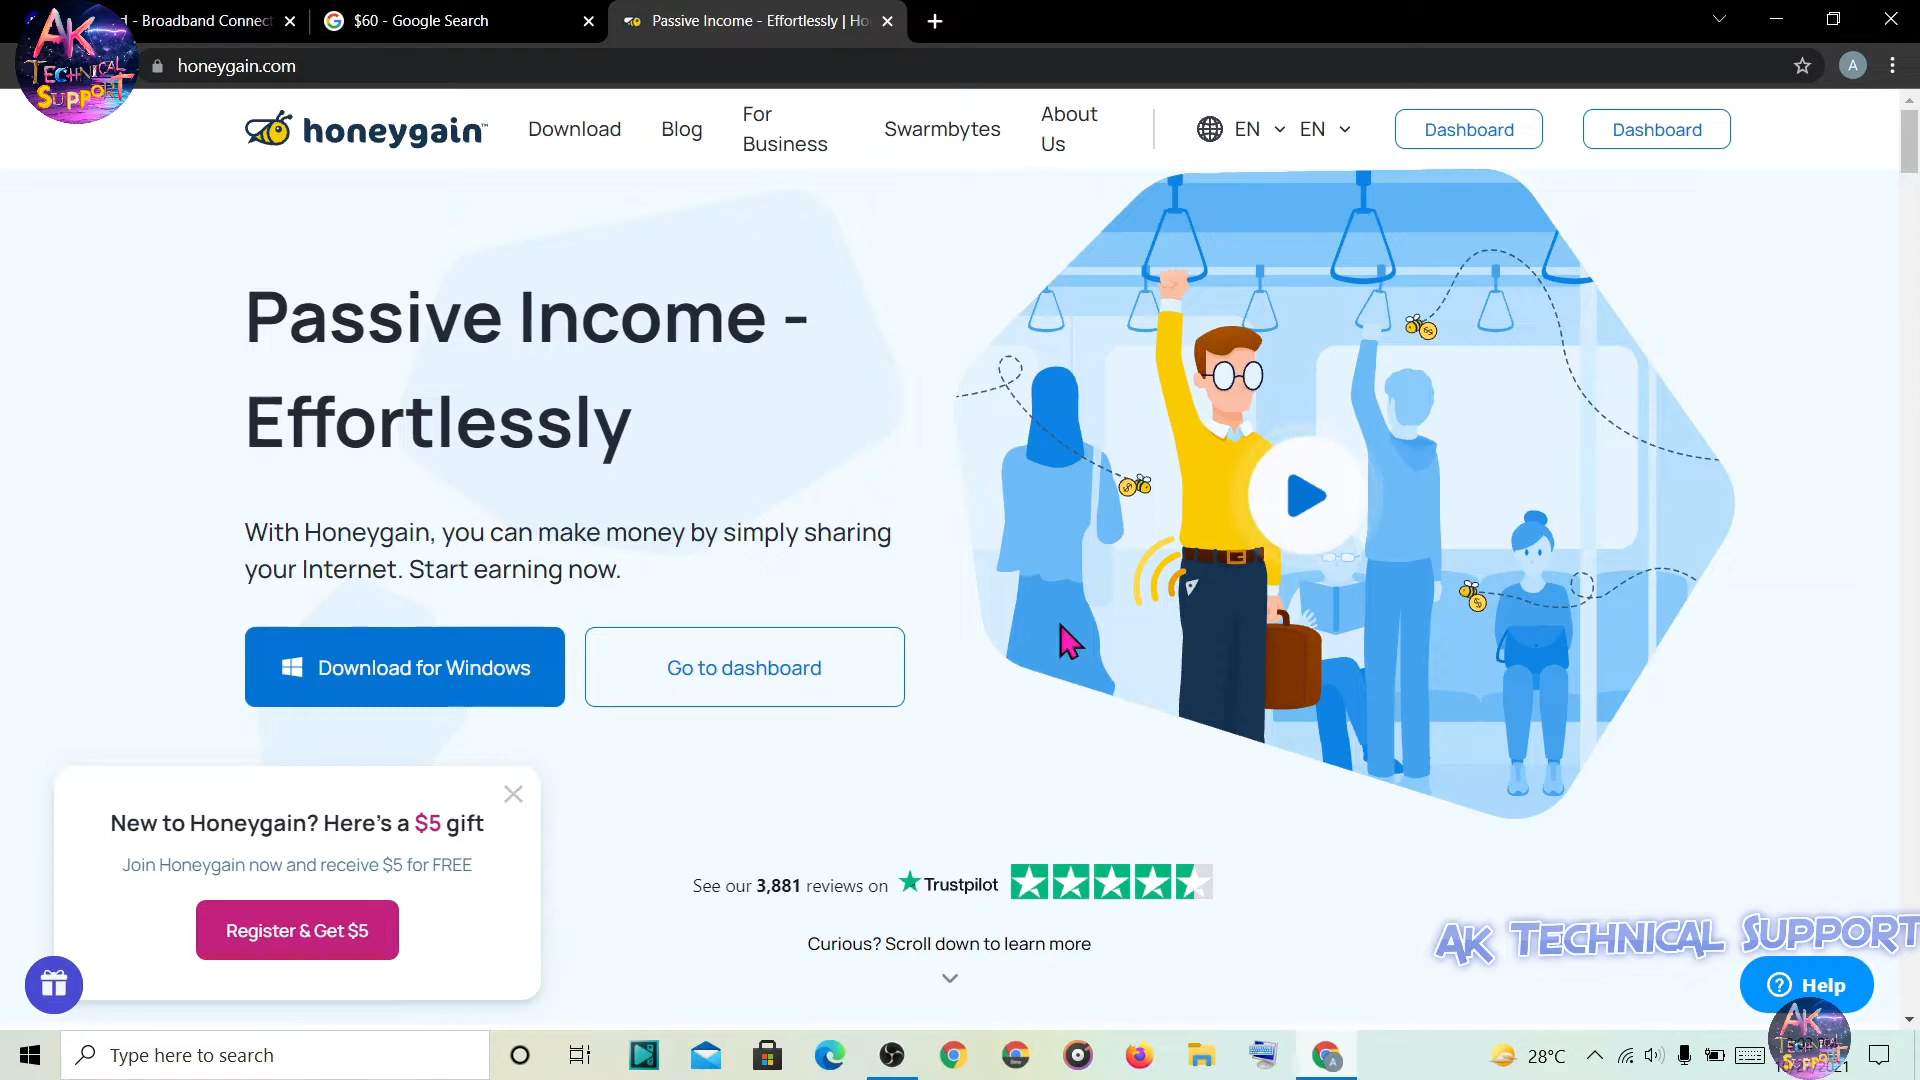 AK
TECHNICAL
SUPPORT
d - Broadband Connect
$60 - Google Search
Passive Income - Effortlessly | Ho
honeygain.com
A
honeygain
Download
Blog
For
Business
Swarmbytes
About
Us
EN
EN
Dashboard
Dashboard
Passive Income -
Effortlessly
With Honeygain, you can make money by simply sharing
your Internet. Start earning now.
Download for Windows
Go to dashboard
New to Honeygain? Here's a $5 gift
Join Honeygain now and receive $5 for FREE
Register & Get $5
See our 3,881 reviews on Trustpilot
Curious? Scroll down to learn more
AK TECHNICAL SUPPORT
Help
Type here to search
28°C
AK
TECHNICAL
SUPPORT